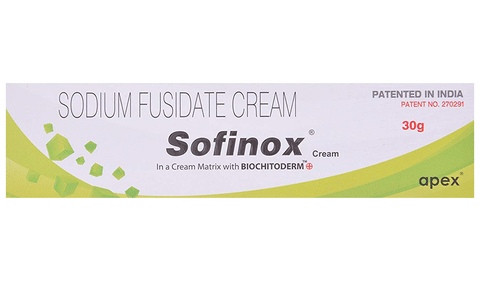 SODIUM FUSIDATE CREAM
PATENTED IN INDIA
PATENT NO. 270291
30g
Sofinox® Cream
In a Cream Matrix with BIOCHITODERM™
apex®